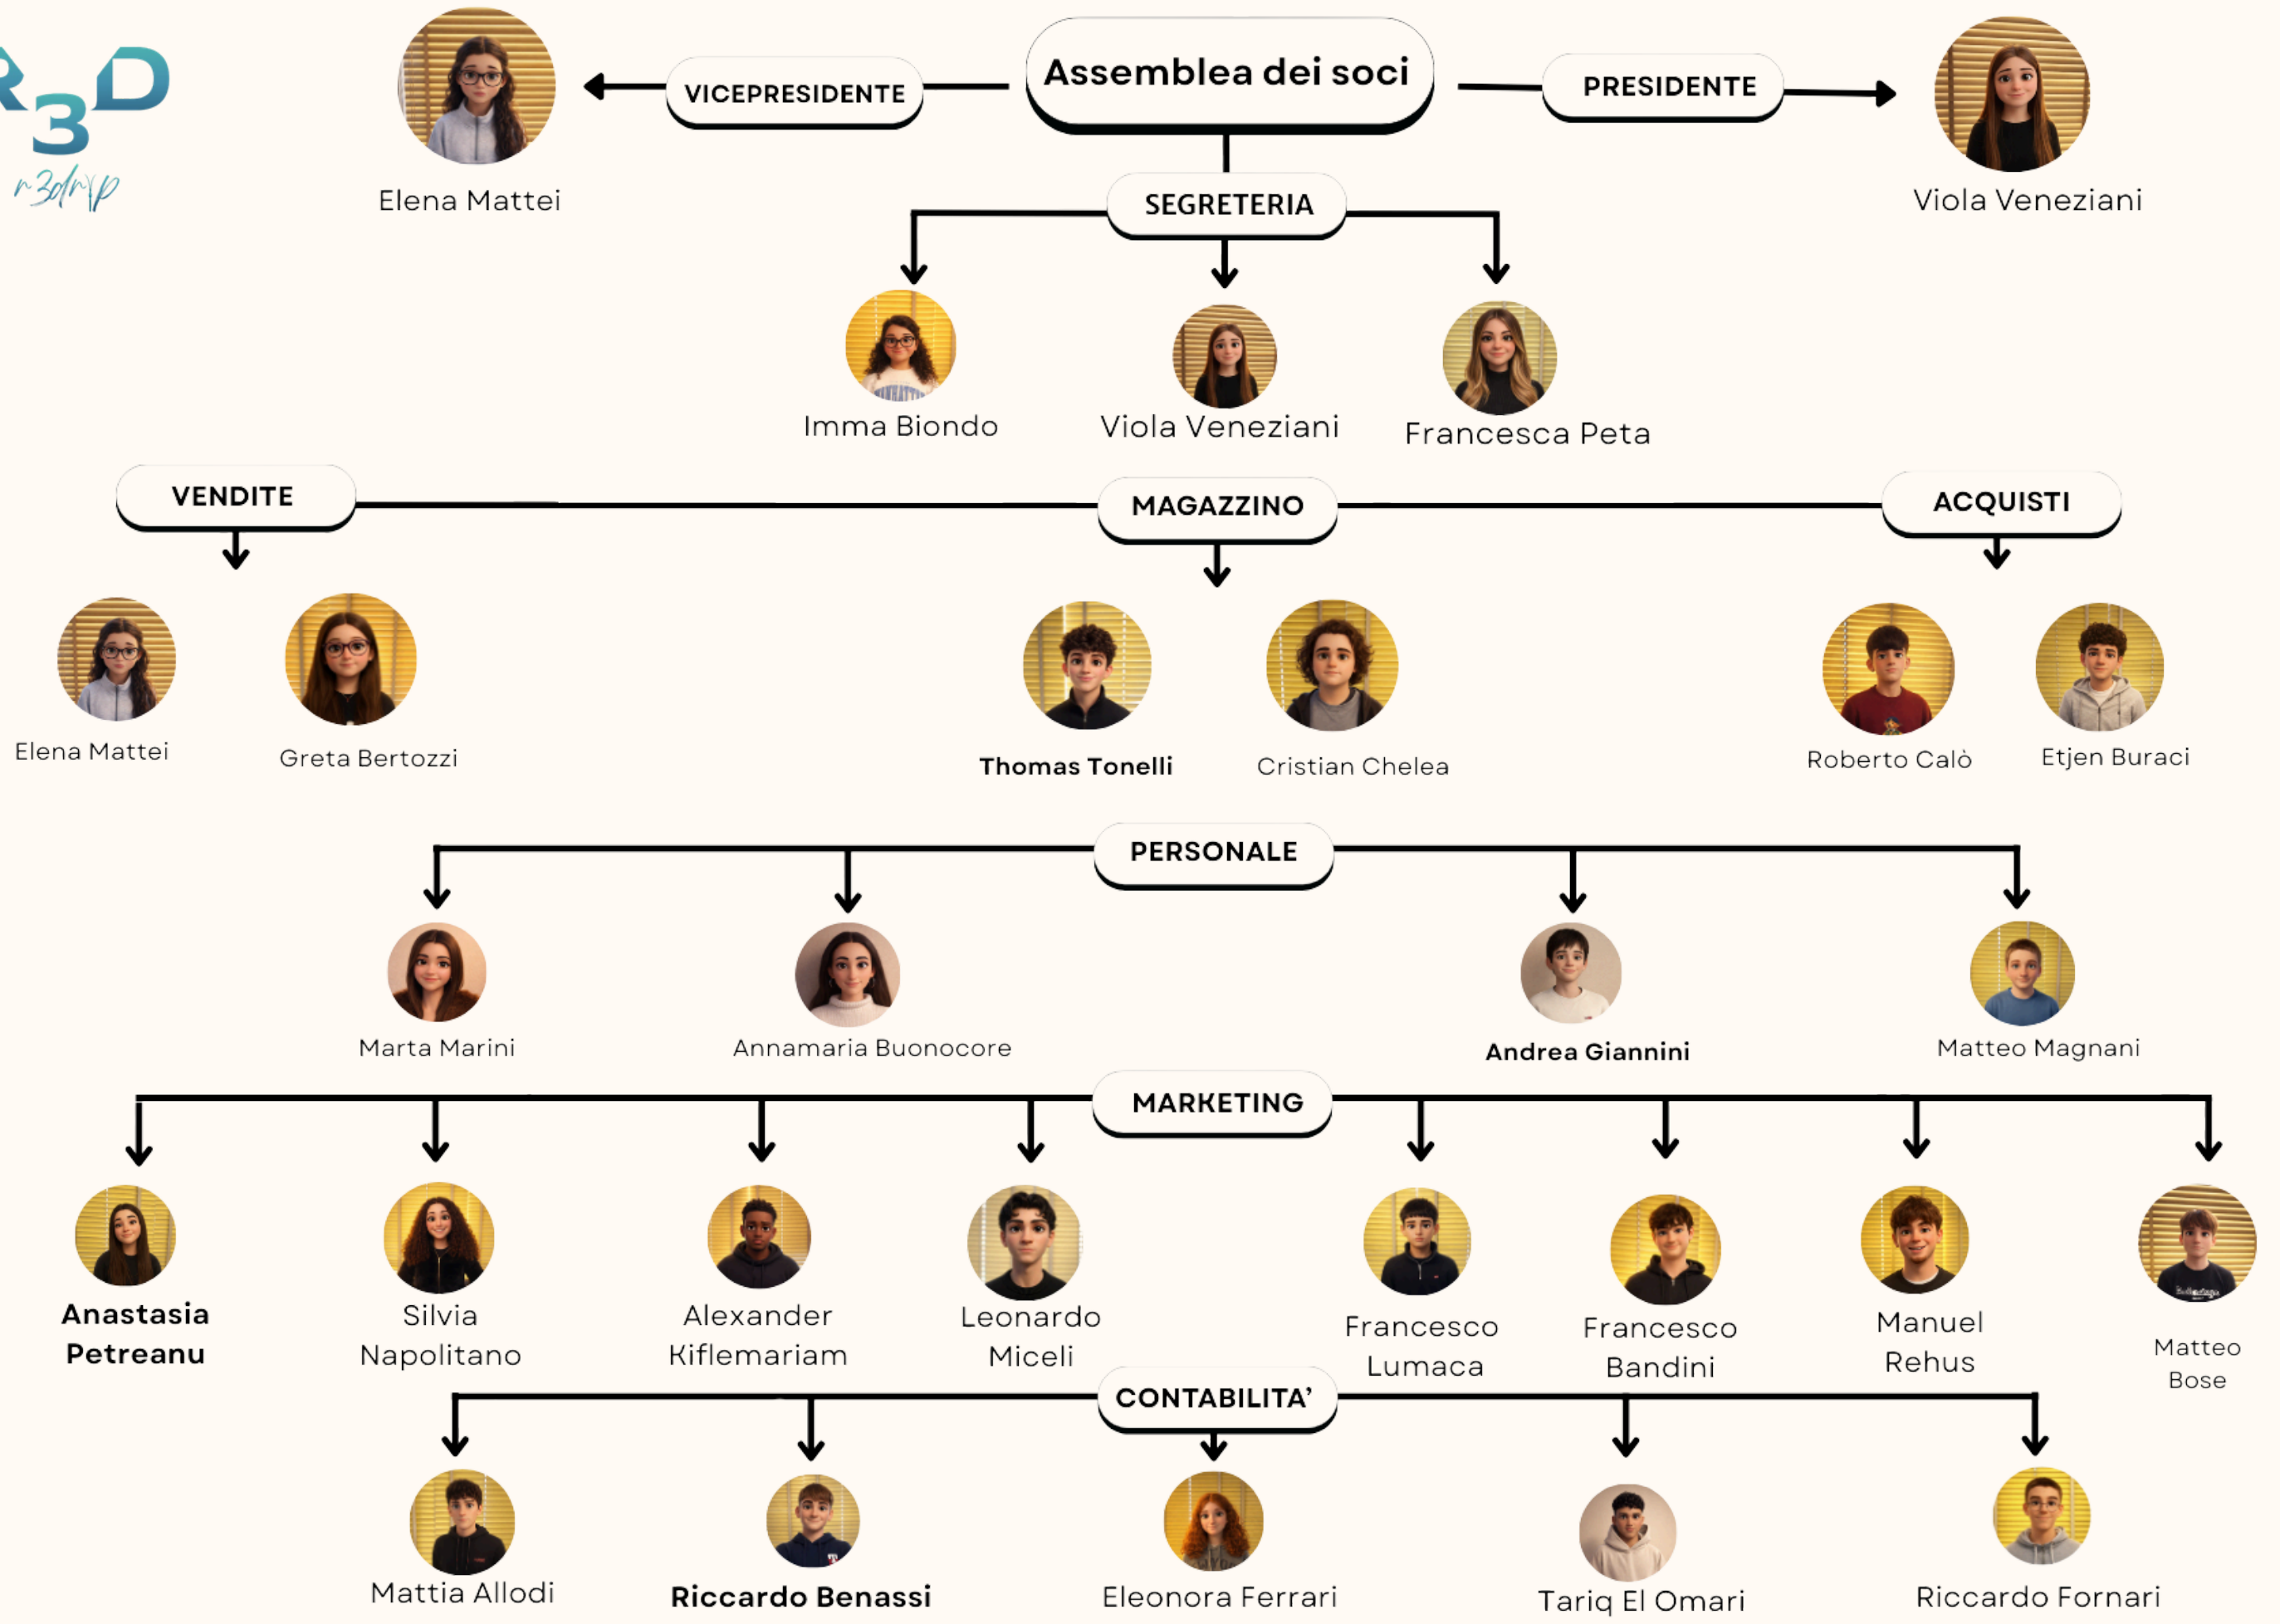 R3D
r3drip
VICEPRESIDENTE
Assemblea dei soci
PRESIDENTE
Elena Mattei
Viola Veneziani
SEGRETERIA
Imma Biondo
Viola Veneziani
Francesca Peta
VENDITE
MAGAZZINO
ACQUISTI
Elena Mattei
Greta Bertozzi
Thomas Tonelli
Cristian Chelea
Roberto Calò
Etjen Buraci
PERSONALE
Marta Marini
Annamaria Buonocore
Andrea Giannini
Matteo Magnani
MARKETING
Anastasia
Petreanu
Silvia
Napolitano
Alexander
Kiflemariam
Leonardo
Miceli
Francesco
Lumaca
Francesco
Bandini
Manuel
Rehus
Matteo
Bose
CONTABILITA’
Mattia Allodi
Riccardo Benassi
Eleonora Ferrari
Tariq El Omari
Riccardo Fornari